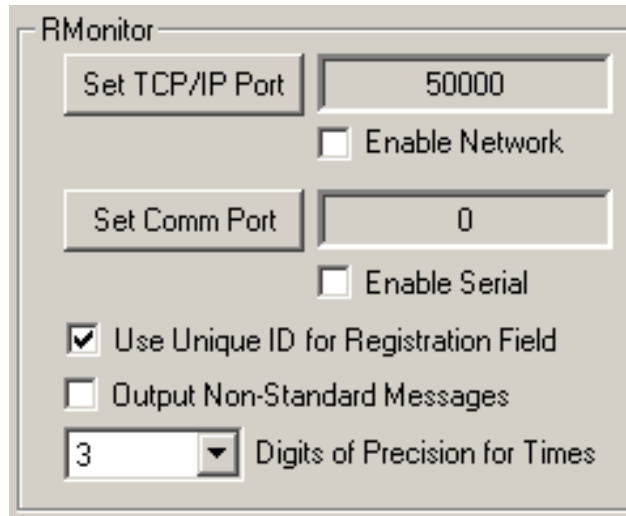 RMonitor
Set TCP/IP Port 50000
Enable Network
Set Comm Port 0
Enable Serial
Use Unique ID for Registration Field
Output Non-Standard Messages
3 Digits of Precision for Times